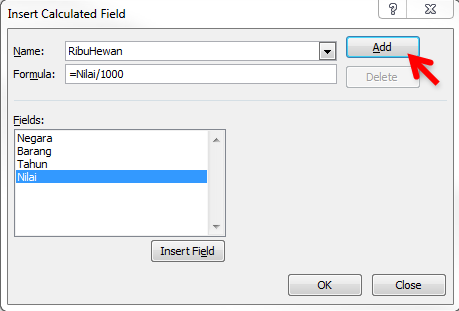 Insert Calculated Field
Name: RibuHewan Add
Formula: =Nilai/1000 Delete
Fields:
Negara
Barang
Tahun
Nilai
Insert Field
OK Close